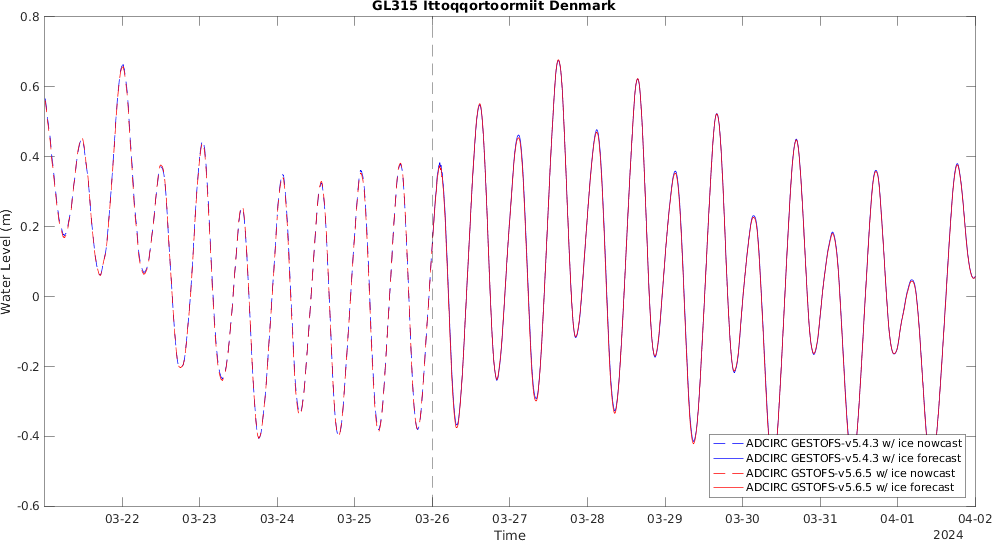 GL315 Ittoqqortoormiit Denmark
0.8
0.6
0.4
0.2
0
-0.2
-0.4
-0.6
Water Level (m)
ADCIRC GESTOFS-v5.4.3 w/ ice nowcast
ADCIRC GESTOFS-v5.4.3 w/ ice forecast
ADCIRC GSTOFS-v5.6.5 w/ ice nowcast
ADCIRC GSTOFS-v5.6.5 w/ ice forecast
03-22 03-23 03-24 03-25 03-26 03-27 03-28 03-29 03-30 03-31 04-01 04-02
Time
2024